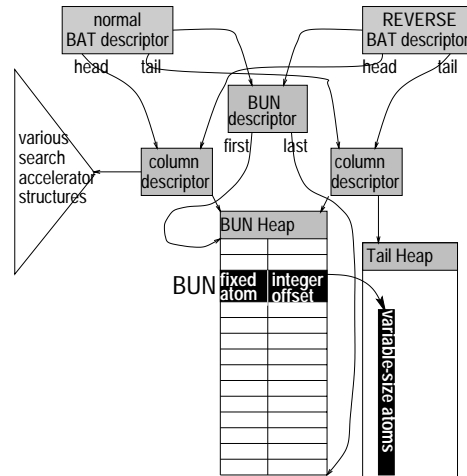 normal
BAT descriptor
REVERSE
BAT descriptor
head
tail
head
tail
BUN
descriptor
first
last
various
search
accelerator
structures
column
descriptor
column
descriptor
BUN Heap
Tail Heap
BUN
fixed
atom
integer
offset
variable-size atoms